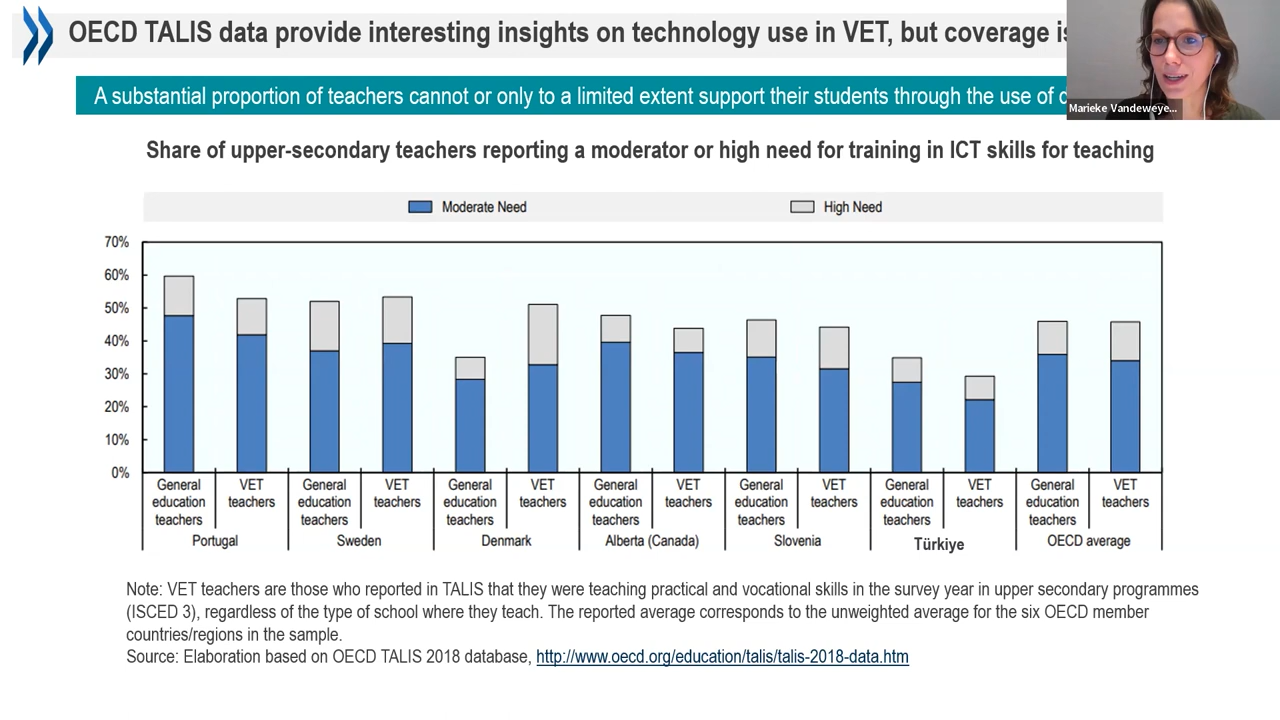 OECD TALIS data provide interesting insights on technology use in VET, but coverage is
A substantial proportion of teachers cannot or only to a limited extent support their students through the use of
Marieke Vandeweye...
Share of upper-secondary teachers reporting a moderator or high need for training in ICT skills for teaching
Moderate Need High Need
70%
60%
50%
40%
30%
20%
10%
0%
General education teachers VET teachers General education teachers VET teachers General education teachers VET teachers General education teachers VET teachers General education teachers VET teachers General education teachers VET teachers General education teachers VET teachers
Portugal Sweden Denmark Alberta (Canada) Slovenia Türkiye OECD average
Note: VET teachers are those who reported in TALIS that they were teaching practical and vocational skills in the survey year in upper secondary programmes
(ISCED 3), regardless of the type of school where they teach. The reported average corresponds to the unweighted average for the six OECD member
countries/regions in the sample.
Source: Elaboration based on OECD TALIS 2018 database, http://www.oecd.org/education/talis/talis-2018-data.htm